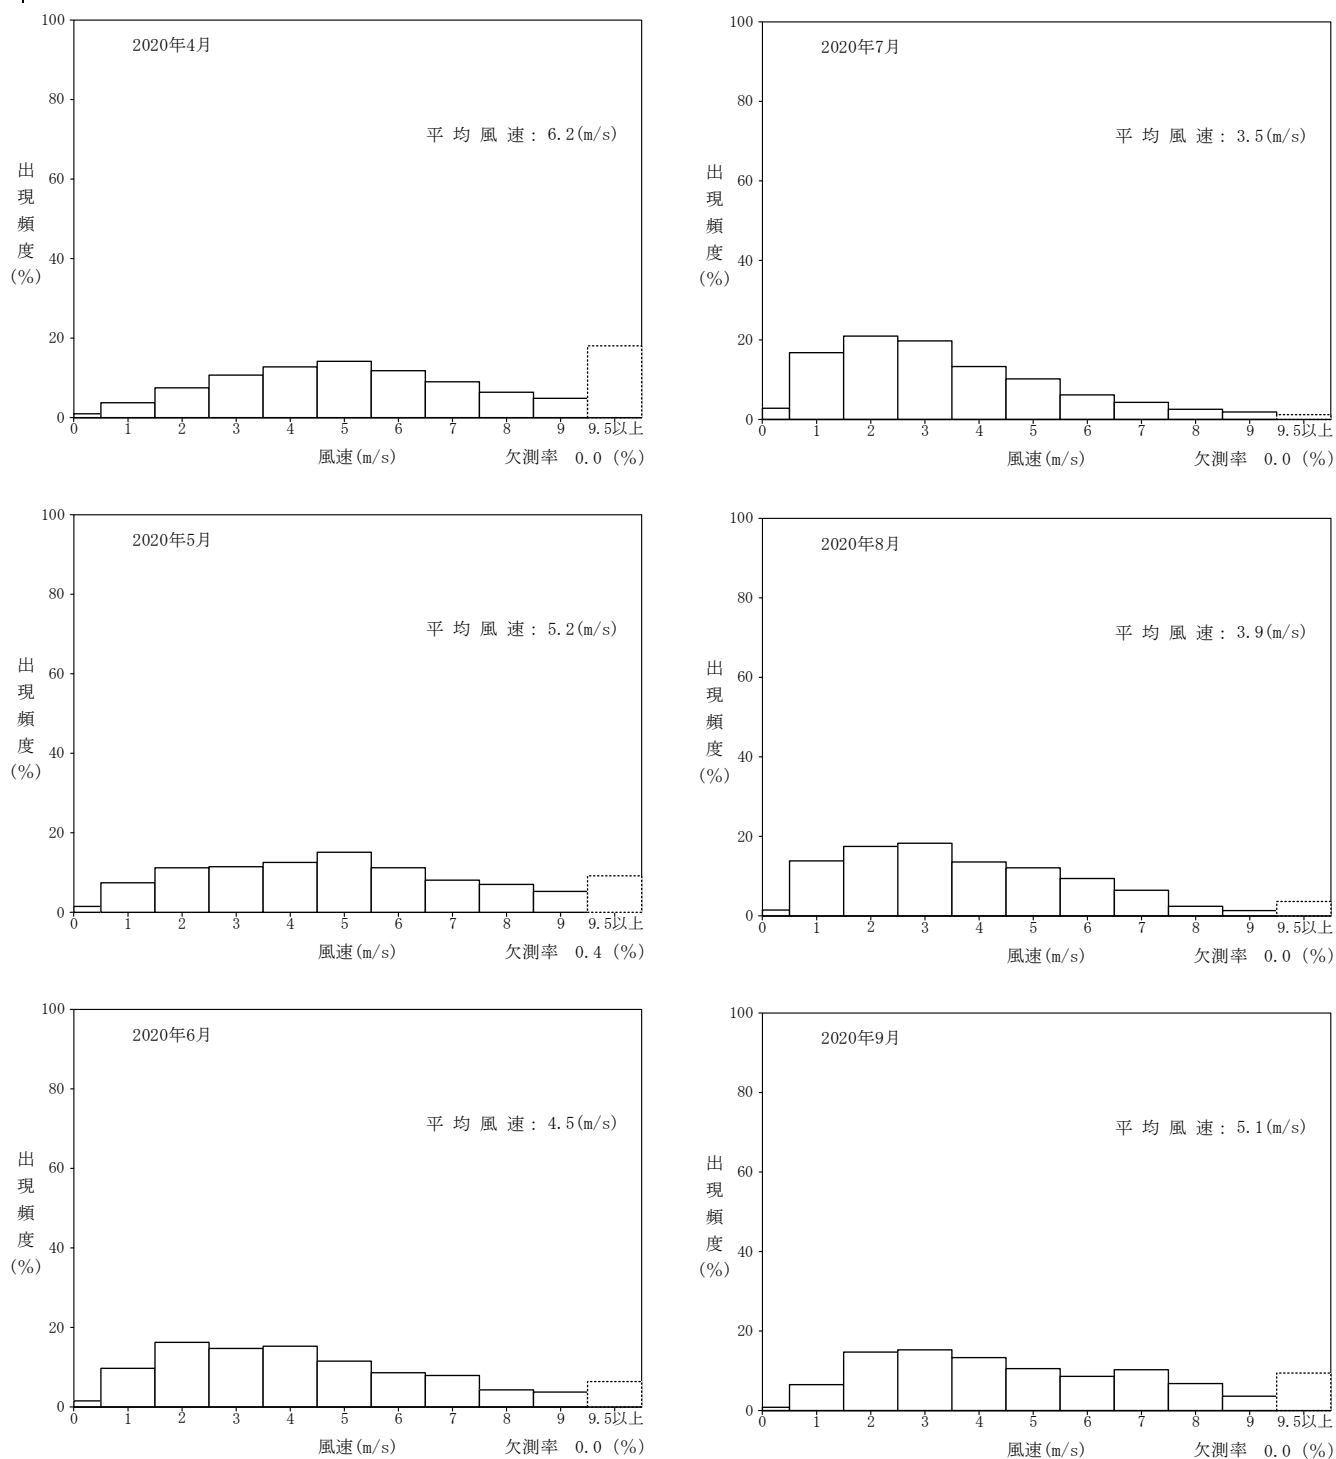 100
80
60
40
20
0
出現頻度(%)
2020年4月
平 均 風 速: 6.2(m/s)
0 1 2 3 4 5 6 7 8 9 9.5以上
風速(m/s) 欠測率 0.0 (%)
100
80
60
40
20
0
出現頻度(%)
2020年7月
平 均 風 速: 3.5(m/s)
0 1 2 3 4 5 6 7 8 9 9.5以上
風速(m/s) 欠測率 0.0 (%)
100
80
60
40
20
0
出現頻度(%)
2020年5月
平 均 風 速: 5.2(m/s)
0 1 2 3 4 5 6 7 8 9 9.5以上
風速(m/s) 欠測率 0.4 (%)
100
80
60
40
20
0
出現頻度(%)
2020年8月
平 均 風 速: 3.9(m/s)
0 1 2 3 4 5 6 7 8 9 9.5以上
風速(m/s) 欠測率 0.0 (%)
100
80
60
40
20
0
出現頻度(%)
2020年6月
平 均 風 速: 4.5(m/s)
0 1 2 3 4 5 6 7 8 9 9.5以上
風速(m/s) 欠測率 0.0 (%)
100
80
60
40
20
0
出現頻度(%)
2020年9月
平 均 風 速: 5.1(m/s)
0 1 2 3 4 5 6 7 8 9 9.5以上
風速(m/s) 欠測率 0.0 (%)